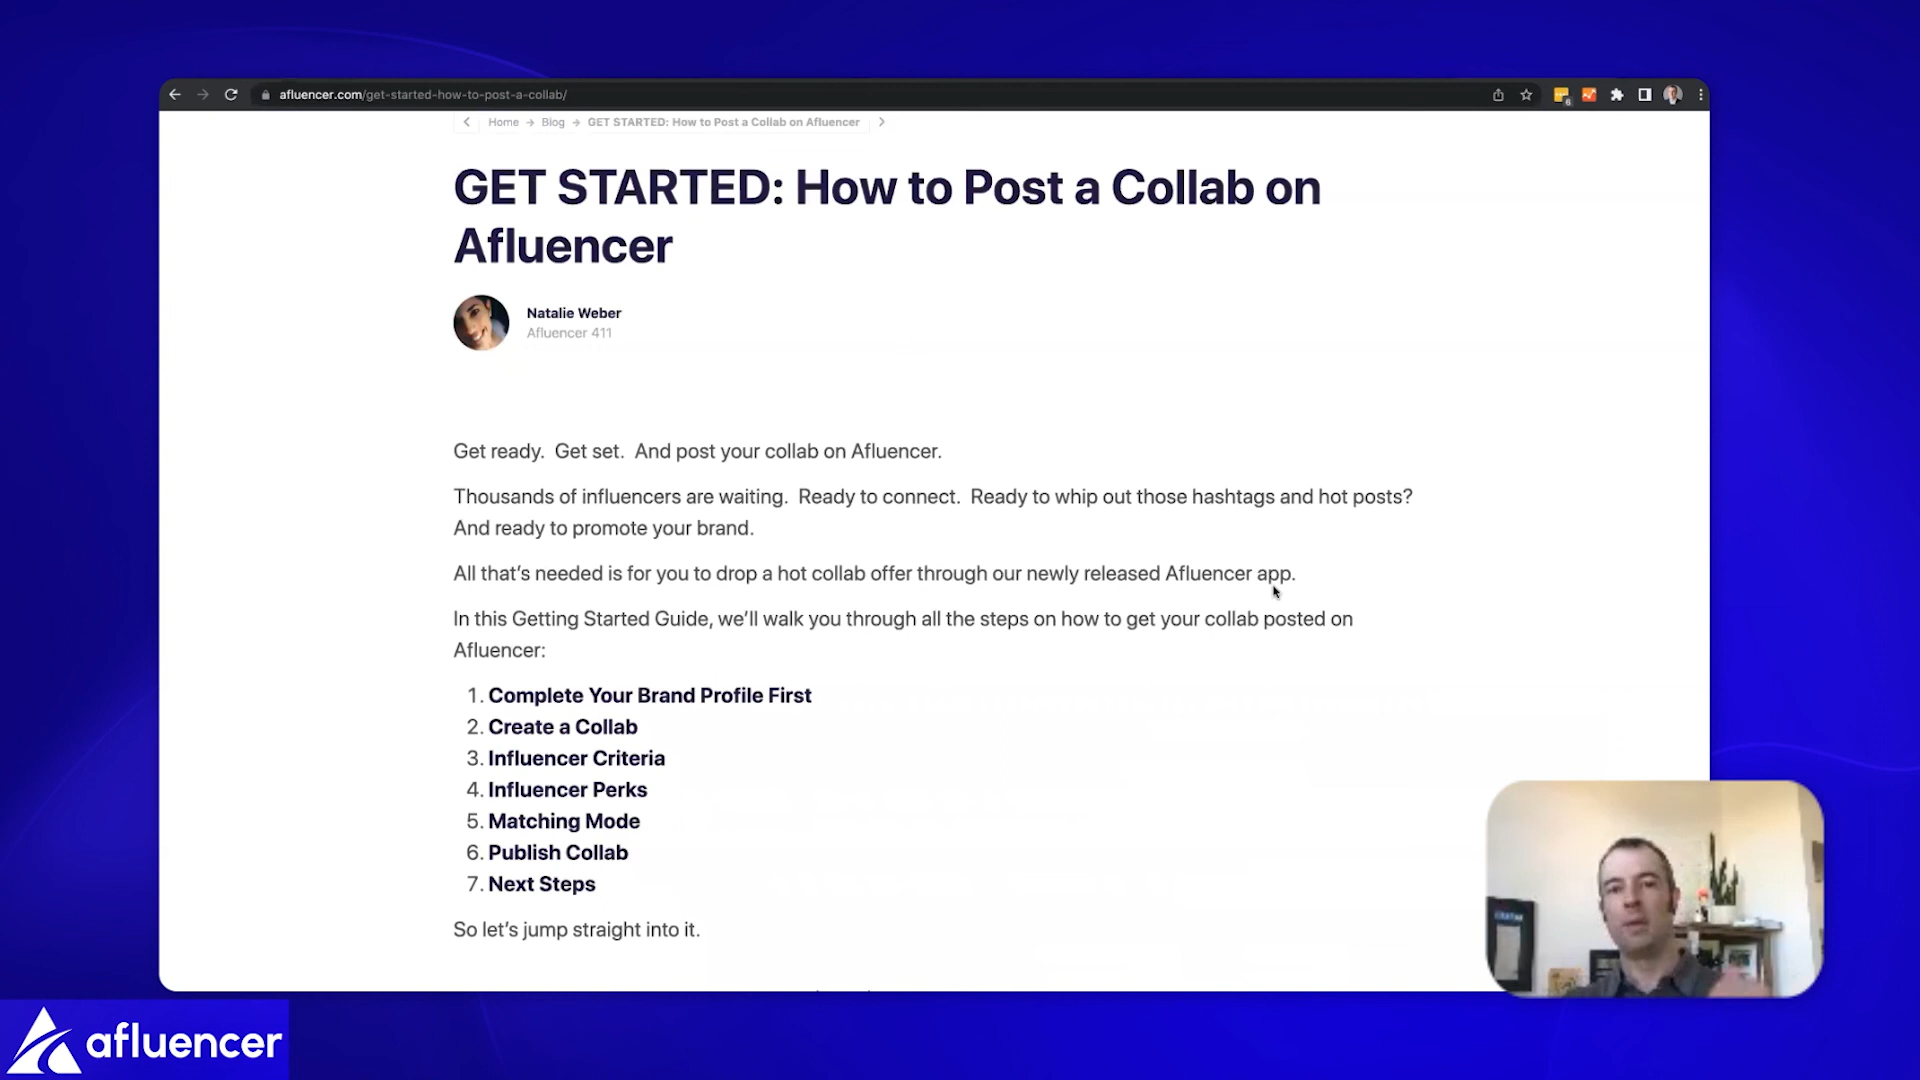 afluencer.com/get-started-how-to-post-a-collab/
6
Home → Blog → GET STARTED: How to Post a Collab on Afluencer
GET STARTED: How to Post a Collab on
Afluencer
Natalie Weber
Afluencer 411
Get ready.  Get set.  And post your collab on Afluencer.
Thousands of influencers are waiting.  Ready to connect.  Ready to whip out those hashtags and hot posts?
And ready to promote your brand.
All that’s needed is for you to drop a hot collab offer through our newly released Afluencer app.
In this Getting Started Guide, we’ll walk you through all the steps on how to get your collab posted on
Afluencer:
1. Complete Your Brand Profile First
2. Create a Collab
3. Influencer Criteria
4. Influencer Perks
5. Matching Mode
6. Publish Collab
7. Next Steps
So let’s jump straight into it.
afluencer